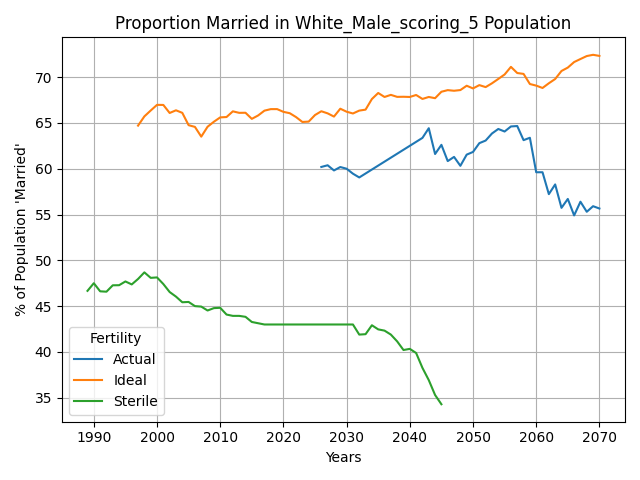 Proportion Married in White_Male_scoring_5 Population
% of Population 'Married'
70
65
60
55
50
45
40
35
Fertility
Actual
Ideal
Sterile
1990 2000 2010 2020 2030 2040 2050 2060 2070
Years